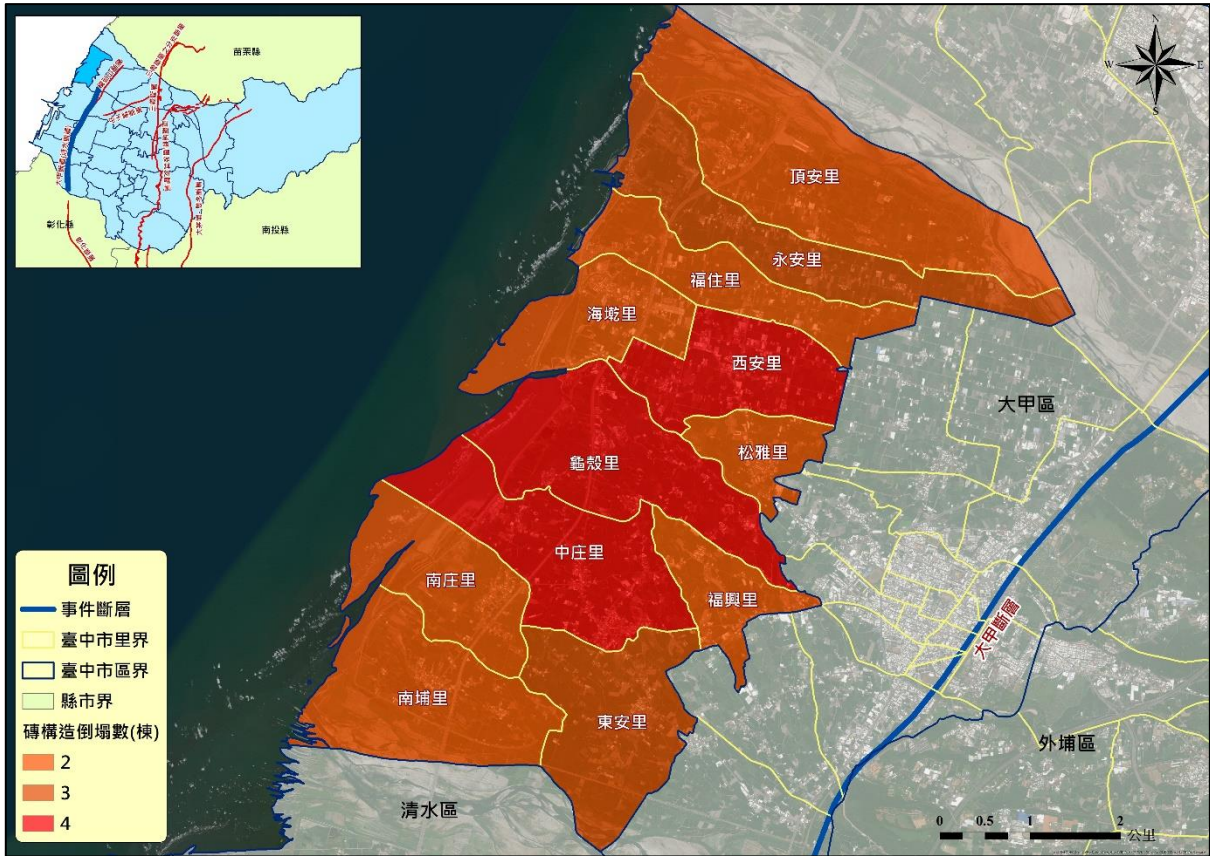 苗栗縣
彰化縣
南投縣
彰化斷層
N
W
E
S
頂安里
永安里
福住里
海墘里
西安里
大甲區
松雅里
龜殼里
中庄里
南庄里
福興里
大甲斷層
南埔里
東安里
外埔區
清水區
圖例
事件斷層
臺中市里界
臺中市區界
縣市界
磚構造倒塌數(棟)
2
3
4
0 0.5 1 2
公里